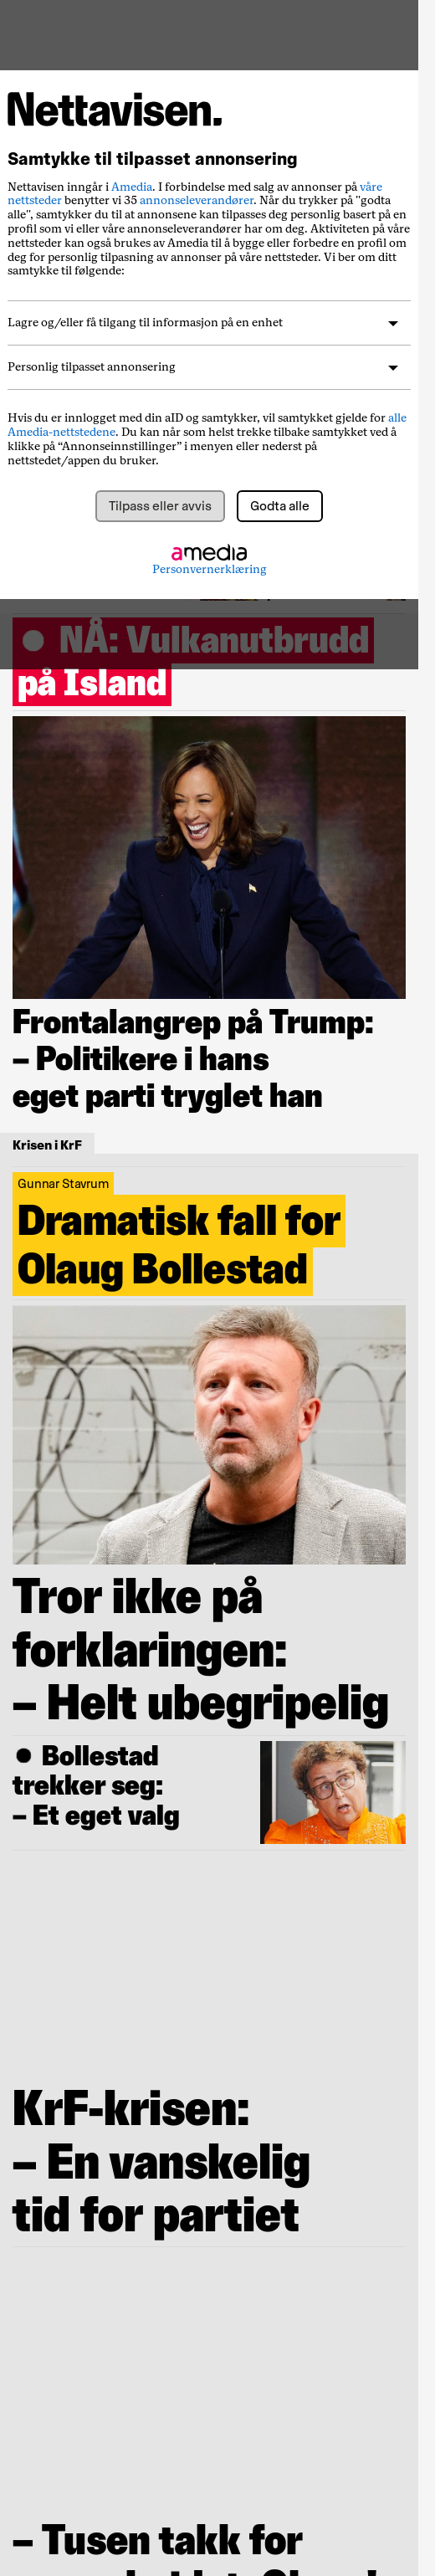 Nettavisen.
Samtykke til tilpasset annonsering
Nettavisen inngår i Amedia. I forbindelse med salg av annonser på våre
nettsteder benytter vi 35 annonseleverandører. Når du trykker på "godta
alle", samtykker du til at annonsene kan tilpasses deg personlig basert på en
profil som vi eller våre annonseleverandører har om deg. Aktiviteten på våre
nettsteder kan også brukes av Amedia til å bygge eller forbedre en profil om
deg for personlig tilpasning av annonser på våre nettsteder. Vi ber om ditt
samtykke til følgende:
Lagre og/eller få tilgang til informasjon på en enhet
Personlig tilpasset annonsering
Hvis du er innlogget med din aID og samtykker, vil samtykket gjelde for alle
Amedia-nettstedene. Du kan når som helst trekke tilbake samtykket ved å
klikke på “Annonseinnstillinger” i menyen eller nederst på
nettstedet/appen du bruker.
Tilpass eller avvis
Godta alle
amedia
Personvernerklæring
NÅ: Vulkanutbrudd
på Island
Frontalangrep på Trump:
– Politikere i hans
eget parti tryglet han
Krisen i KrF
Gunnar Stavrum
Dramatisk fall for
Olaug Bollestad
Tror ikke på
forklaringen:
– Helt ubegripelig
Bollestad
trekker seg:
– Et eget valg
KrF-krisen:
– En vanskelig
tid for partiet
– Tusen takk for